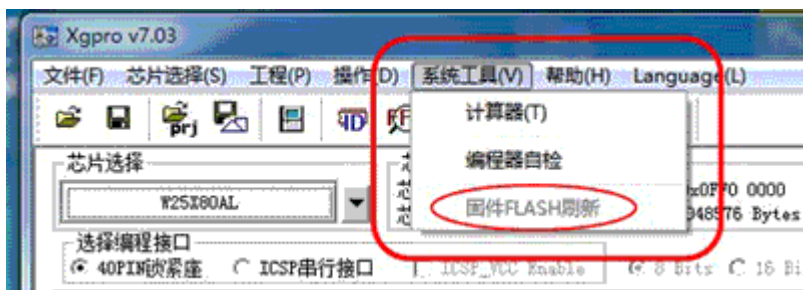 Xgpro v7.03
文件(F) 芯片选择(S) 工程(P) 操作(D) 系统工具(V) 帮助(H) Language(L)
prj
计算器(T)
编程器自检
固件FLASH刷新
芯片选择
W25X80AL
0000
Bytes
选择编程接口
40PIN锁紧座 ICSP串行接口 ICSP_VCC Enable 8 Bits 16